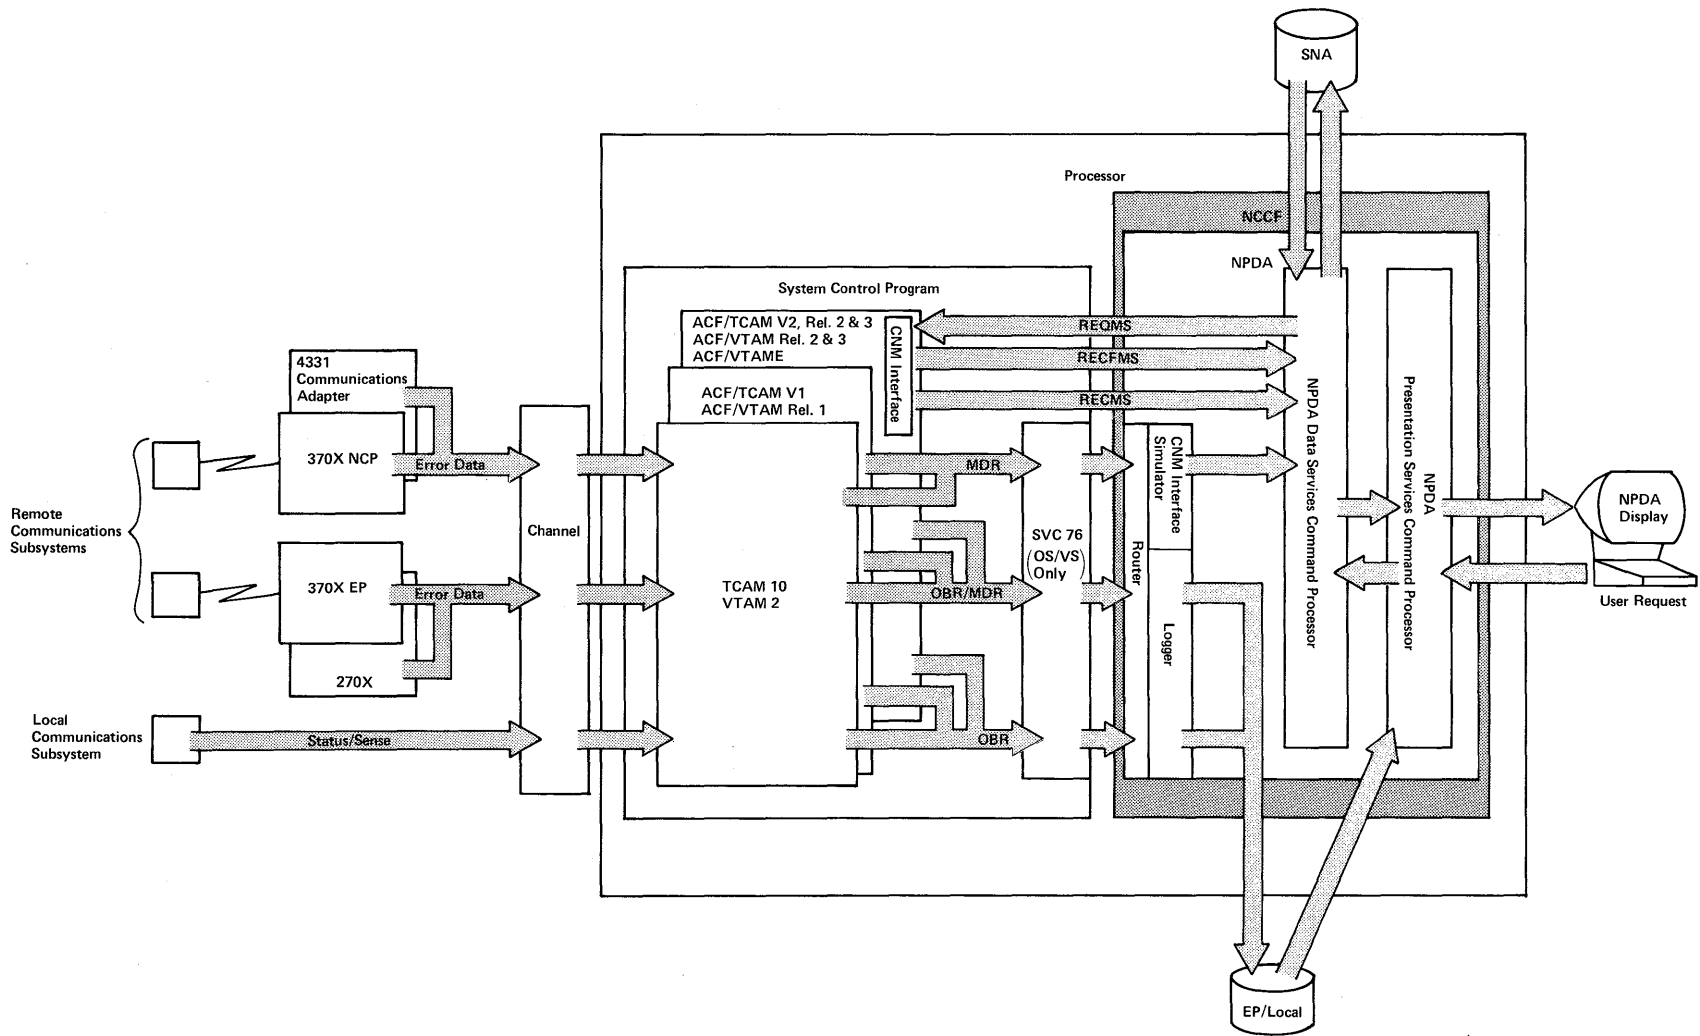 SNA
Processor
NCCF
NPDA
System Control Program
ACF/TCAM V2, Rel. 2 & 3
ACF/VTAM Rel. 2 & 3
ACF/VTAME
CNM Interface
REQMS
RECFMS
RECMS
ACF/TCAM V1
ACF/VTAM Rel. 1
4331
Communications
Adapter
370X NCP
Error Data
Remote
Communications
Subsystems
370X EP
Error Data
270X
Local
Communications
Subsystem
Status/Sense
Channel
TCAM 10
VTAM 2
MDR
OBR/MDR
OBR
SVC 76
(OS/VS
Only)
Router
CNM Interface
Simulator
Logger
NPDA Data Services Command Processor
NPDA
Presentation Services Command Processor
NPDA
Display
User Request
EP/Local